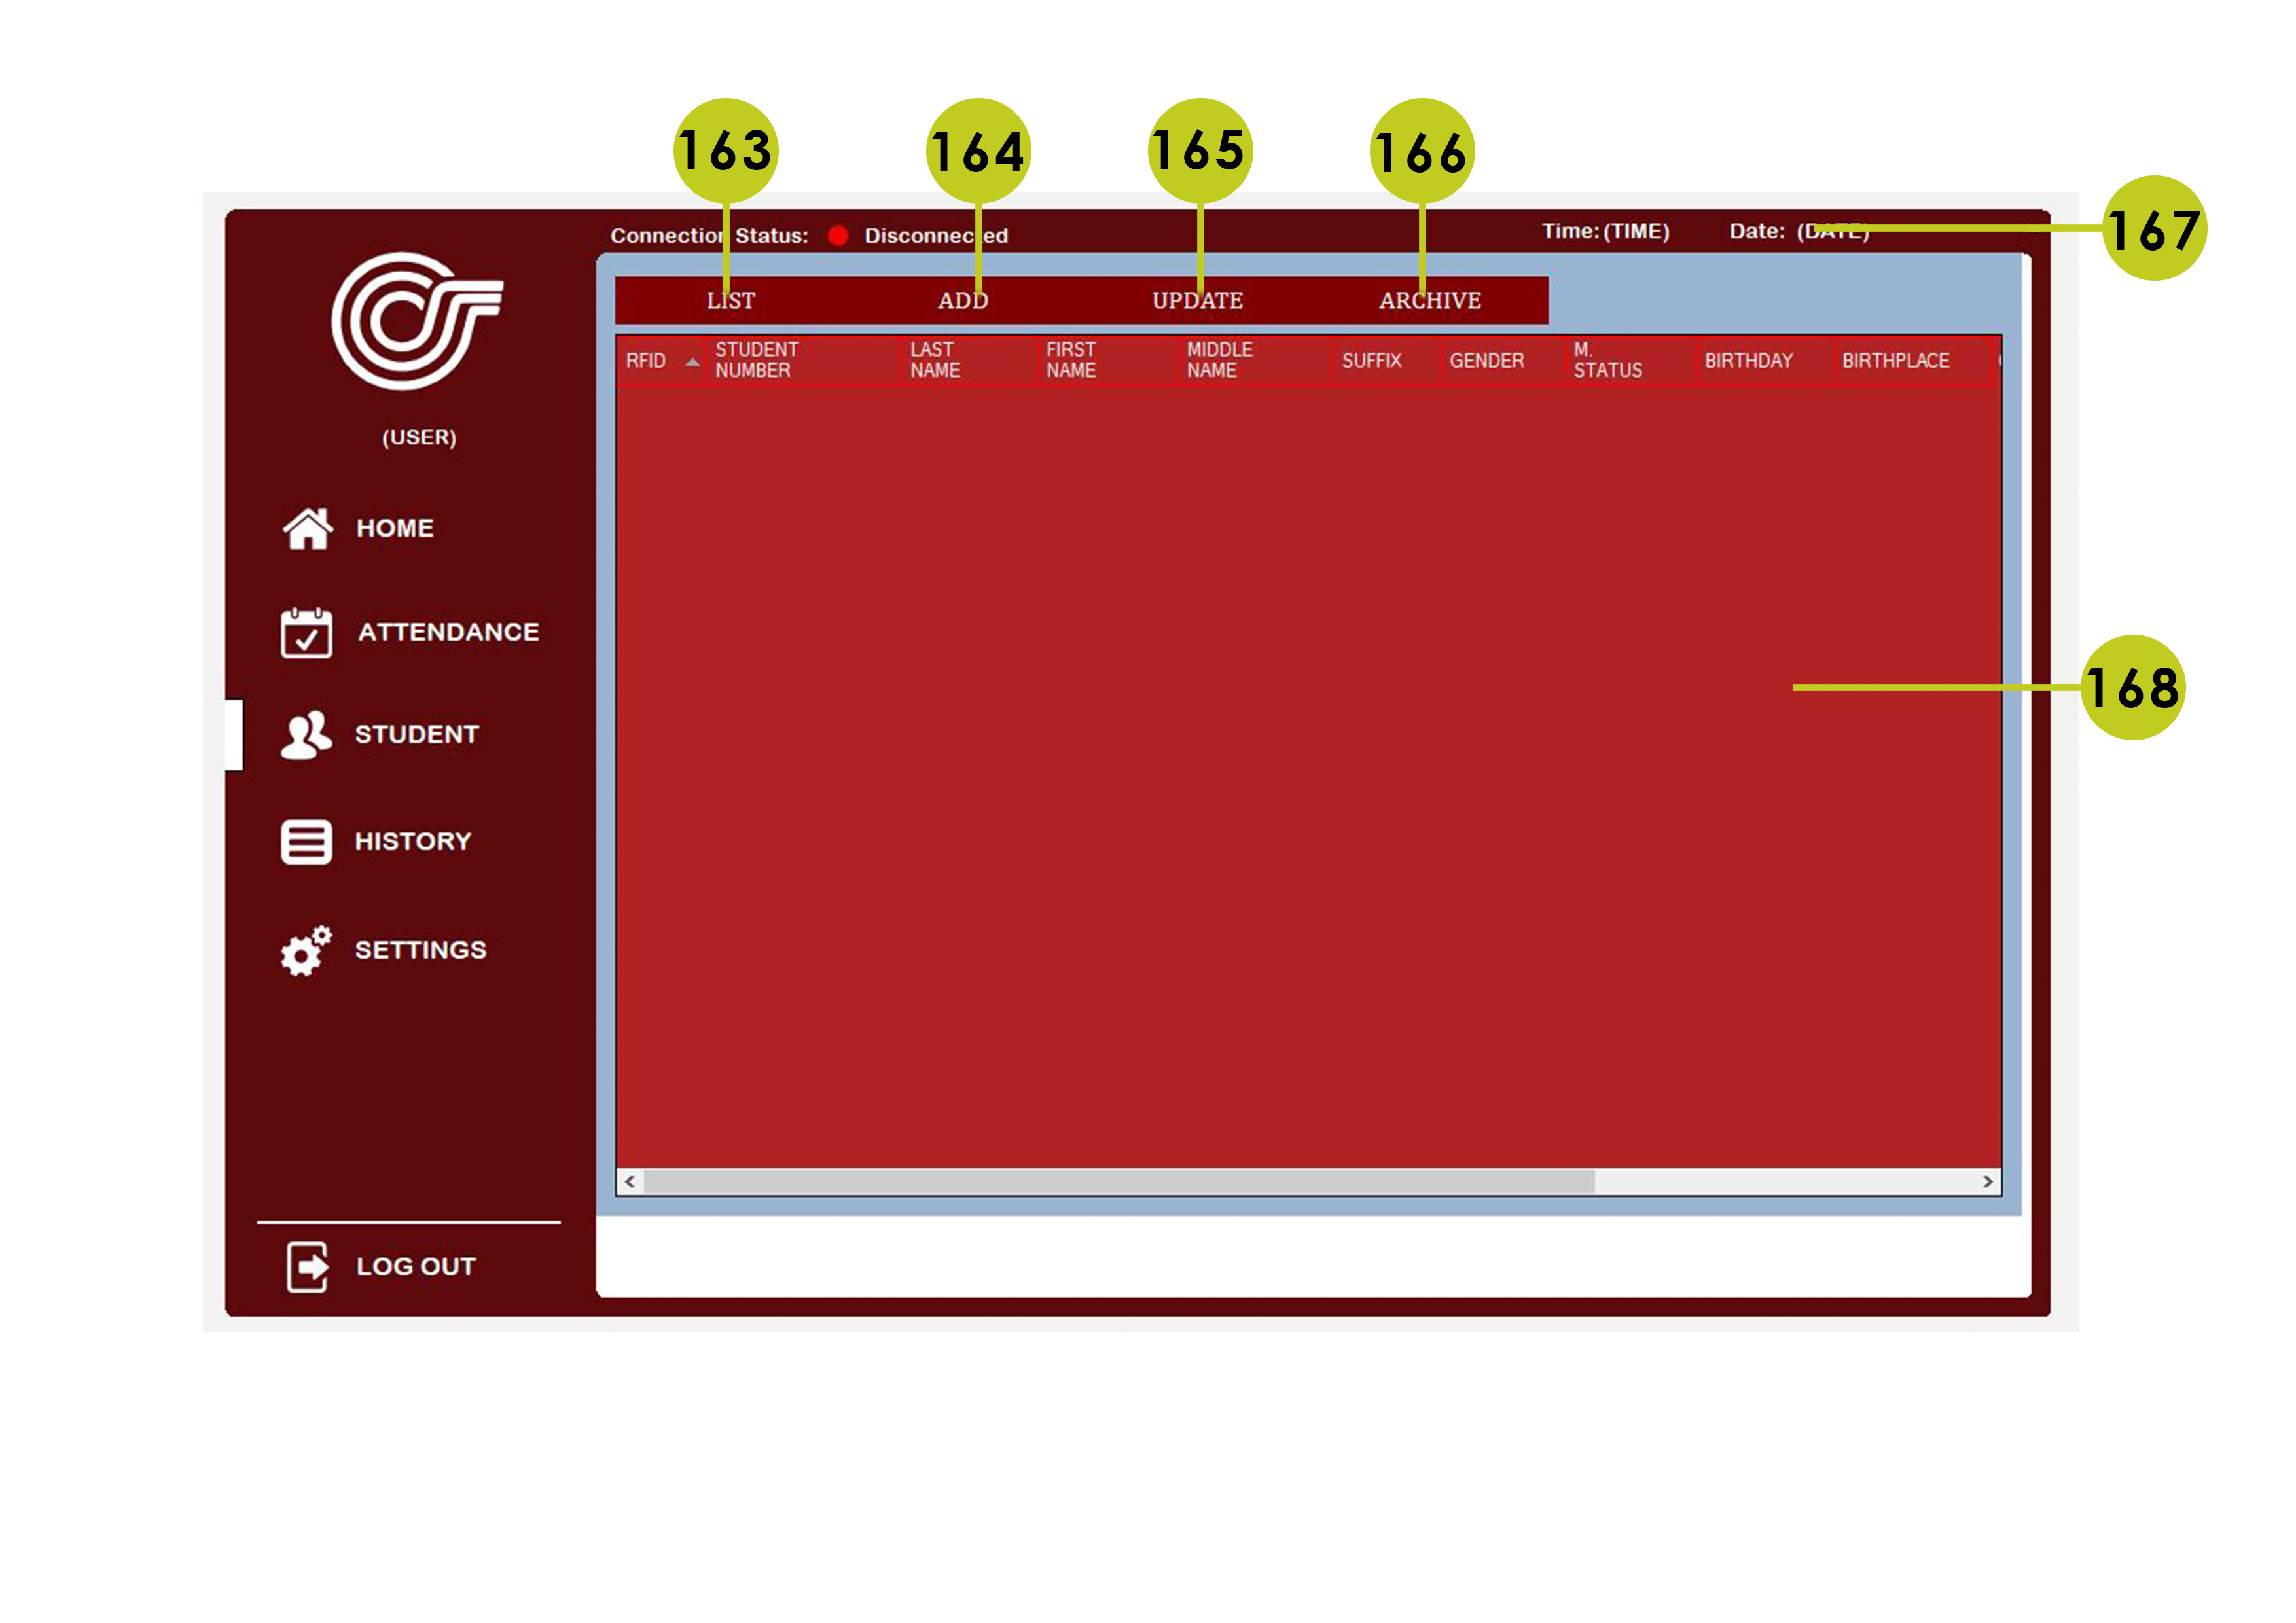 163
164
165
166
167
Connection Status: Disconnected
Time: (TIME) Date: (DATE)
LIST ADD UPDATE ARCHIVE
RFID
STUDENT
NUMBER
LAST
NAME
FIRST
NAME
MIDDLE
NAME
SUFFIX
GENDER
M.
STATUS
BIRTHDAY
BIRTHPLACE
(USER)
HOME
ATTENDANCE
STUDENT
168
HISTORY
SETTINGS
LOG OUT